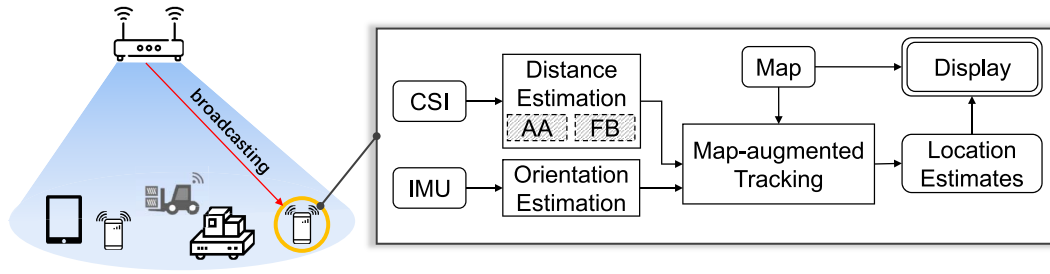 broadcasting
CSI
Distance
Estimation
AA FB
IMU
Orientation
Estimation
Map
Map-augmented
Tracking
Display
Location
Estimates